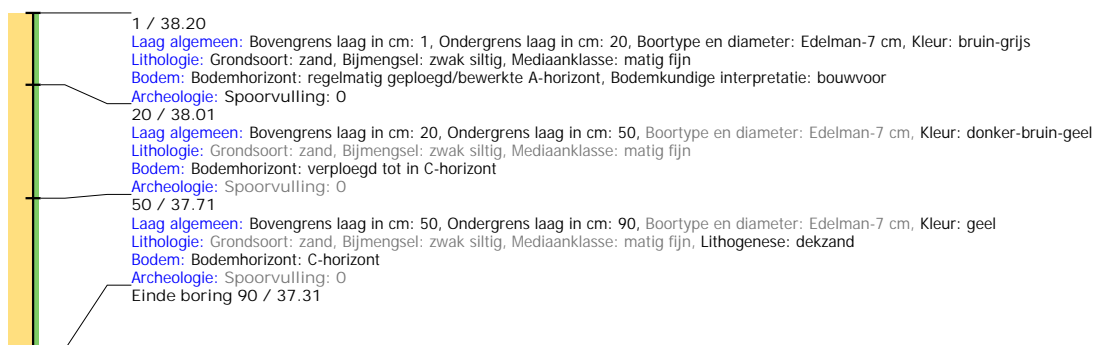 1 / 38.20
Laag algemeen: Bovengrens laag in cm: 1, Ondergrens laag in cm: 20, Boortype en diameter: Edelman-7 cm, Kleur: bruin-grijs
Lithologie: Grondsoort: zand, Bijmengsel: zwak siltig, Mediaanklasse: matig fijn
Bodem: Bodemhorizont: regelmatig geploegd/bewerkte A-horizont, Bodemkundige interpretatie: bouwvoor
Archeologie: Spoorvulling: 0
20 / 38.01
Laag algemeen: Bovengrens laag in cm: 20, Ondergrens laag in cm: 50, Boortype en diameter: Edelman-7 cm, Kleur: donker-bruin-geel
Lithologie: Grondsoort: zand, Bijmengsel: zwak siltig, Mediaanklasse: matig fijn
Bodem: Bodemhorizont: verploegd tot in C-horizont
Archeologie: Spoorvulling: 0
50 / 37.71
Laag algemeen: Bovengrens laag in cm: 50, Ondergrens laag in cm: 90, Boortype en diameter: Edelman-7 cm, Kleur: geel
Lithologie: Grondsoort: zand, Bijmengsel: zwak siltig, Mediaanklasse: matig fijn, Lithogenese: dekzand
Bodem: Bodemhorizont: C-horizont
Archeologie: Spoorvulling: 0
Einde boring 90 / 37.31